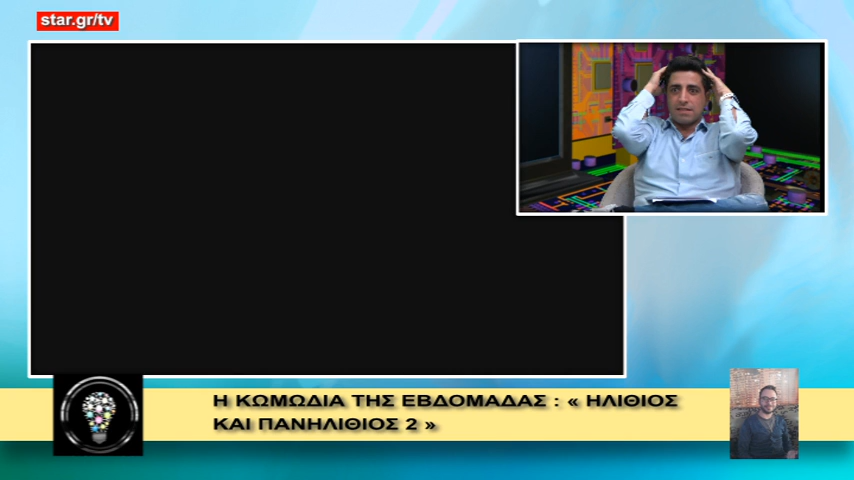 star.gr/tv
Η ΚΩΜΩΔΙΑ ΤΗΣ ΕΒΔΟΜΑΔΑΣ : « ΗΛΙΘΙΟΣ
ΚΑΙ ΠΑΝΗΛΙΘΙΟΣ 2 »